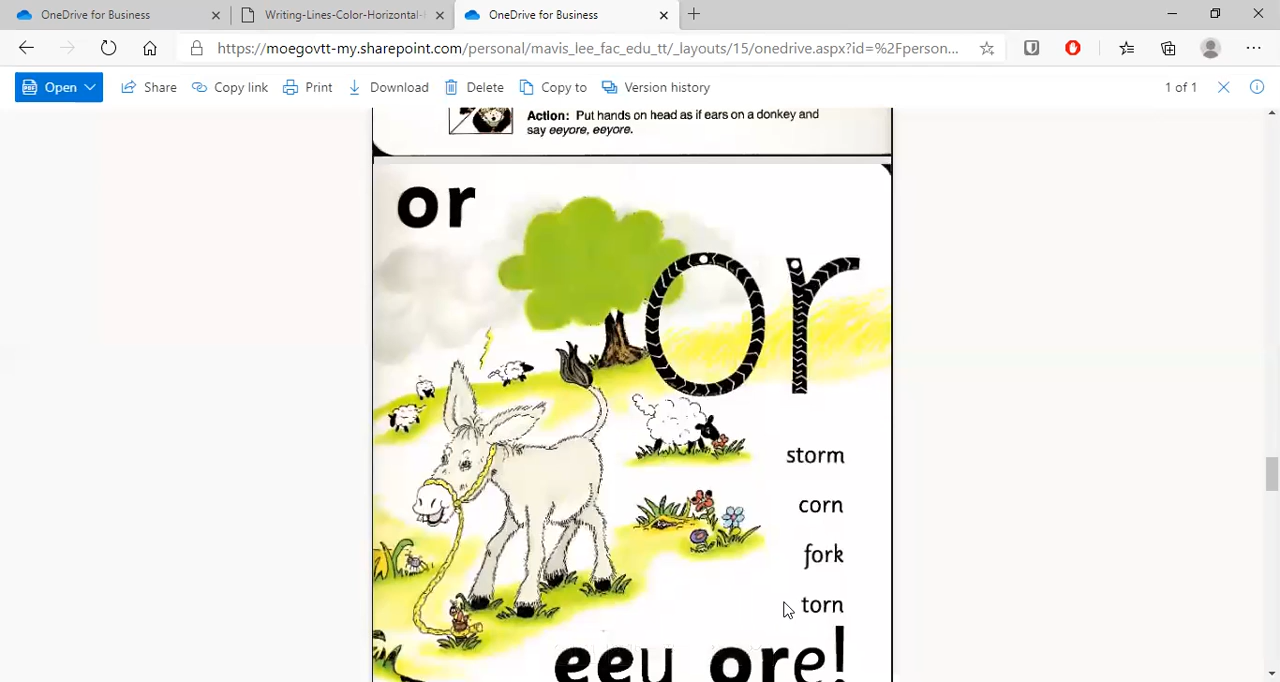 OneDrive for Business
Writing-Lines-Color-Horizontal-
OneDrive for Business
https://moegovtt-my.sharepoint.com/personal/mavis_lee_fac_edu_tt/_layouts/15/onedrive.aspx?id=%2Fperson...
Open Share Copy link Print Download Delete Copy to Version history 1 of 1
Action: Put hands on head as if ears on a donkey and
say eeyore, eeyore.
or
or
storm
corn
fork
torn
eey ore!